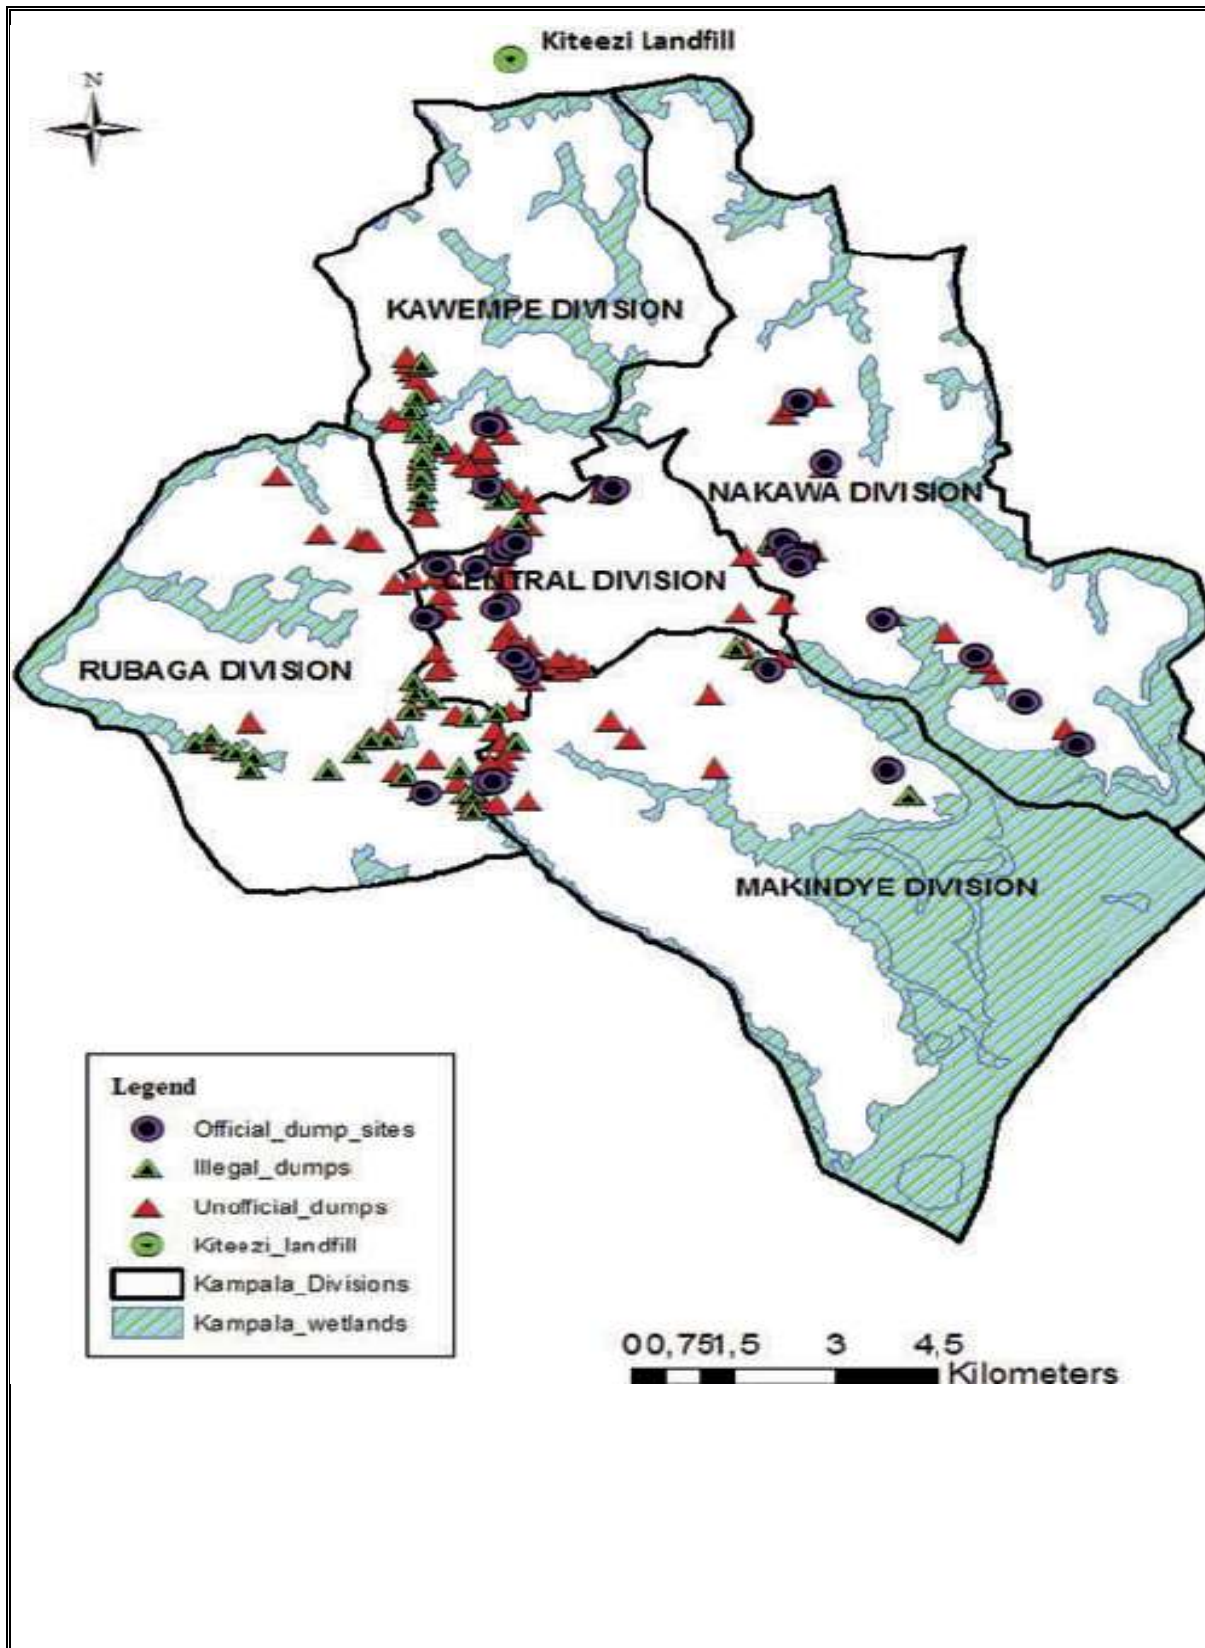 Kiteezi Landfill
N
KAWEMPE DIVISION
NAKAWA DIVISION
CENTRAL DIVISION
RUBAGA DIVISION
MAKINDYE DIVISION
Legend
Official_dump_sites
Illegal_dumps
Unofficial_dumps
Kiteezi_landfill
Kampala_Divisions
Kampala_wetlands
00,751,5 3 4,5
Kilometers